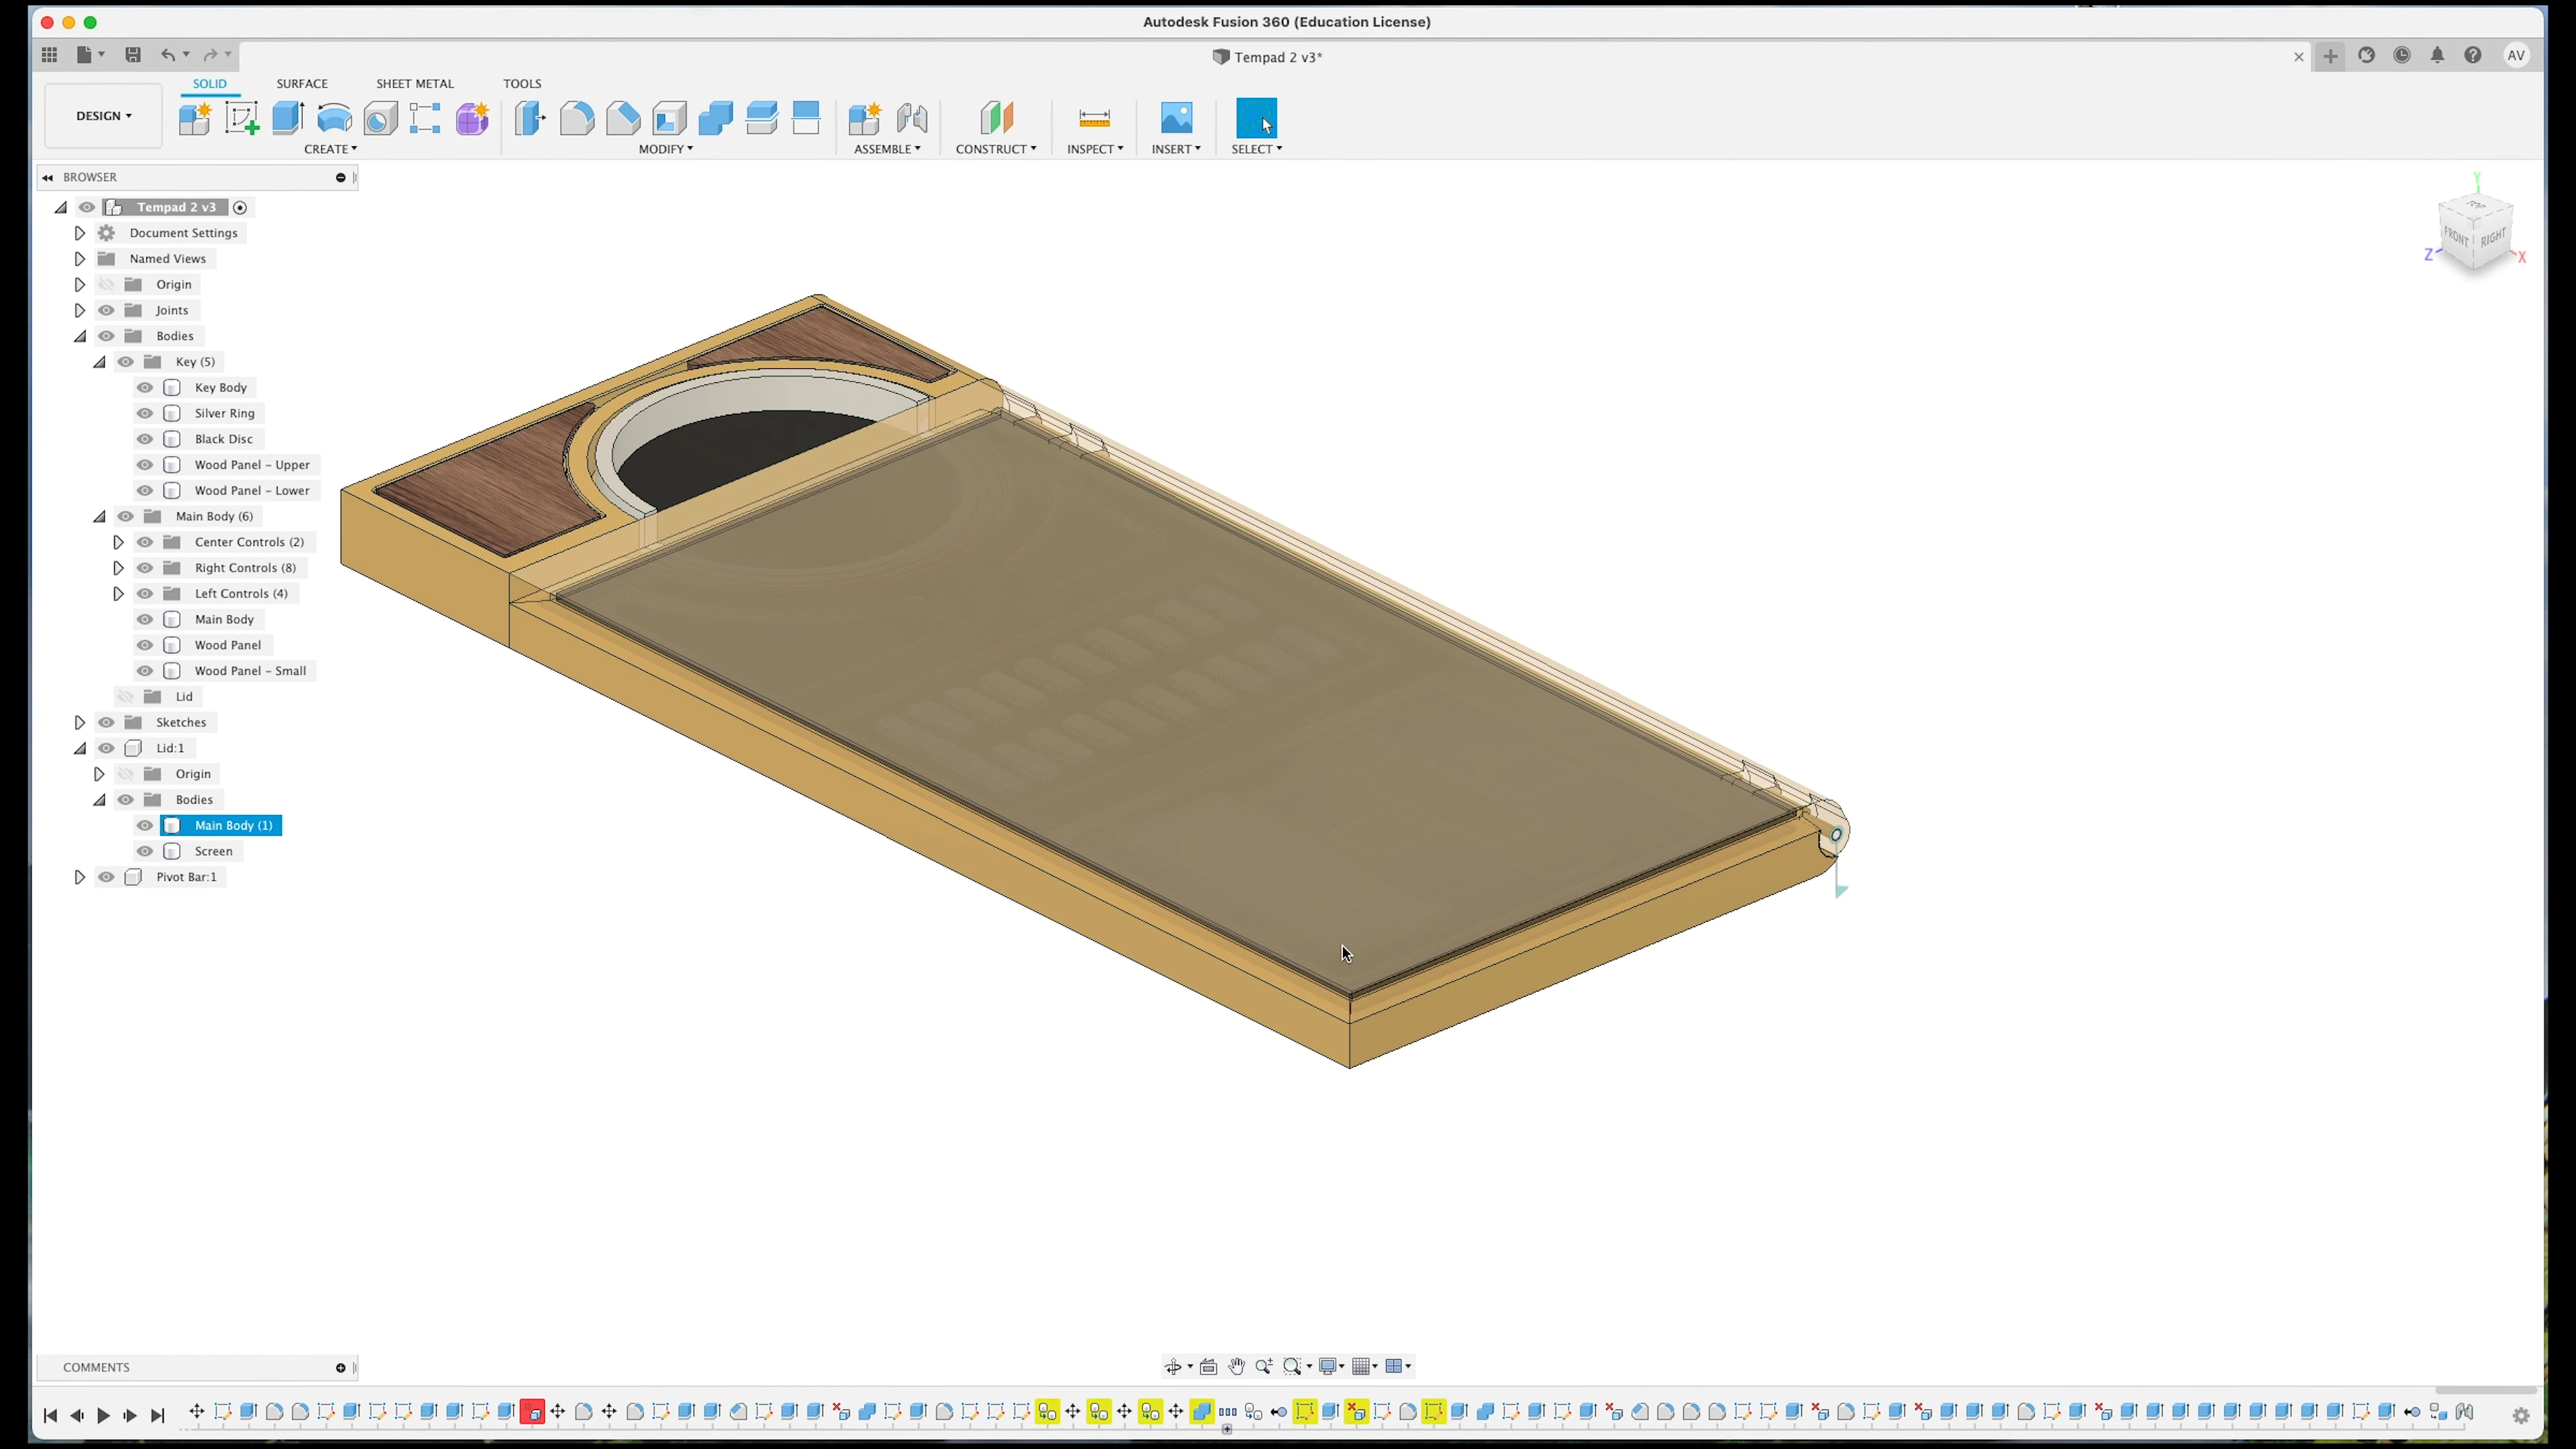 Autodesk Fusion 360 (Education License)
Tempad 2 v3*
AV
SOLID SURFACE SHEET METAL TOOLS
DESIGN
CREATE MODIFY ASSEMBLE CONSTRUCT INSPECT INSERT SELECT
BROWSER
Tempad 2 v3
Document Settings
Named Views
Origin
Joints
Bodies
Key (5)
Key Body
Silver Ring
Black Disc
Wood Panel – Upper
Wood Panel – Lower
Main Body (6)
Center Controls (2)
Right Controls (8)
Left Controls (4)
Main Body
Wood Panel
Wood Panel – Small
Lid
Sketches
Lid:1
Origin
Bodies
Main Body (1)
Screen
Pivot Bar:1
Y
TOP
FRONT RIGHT
Z X
COMMENTS